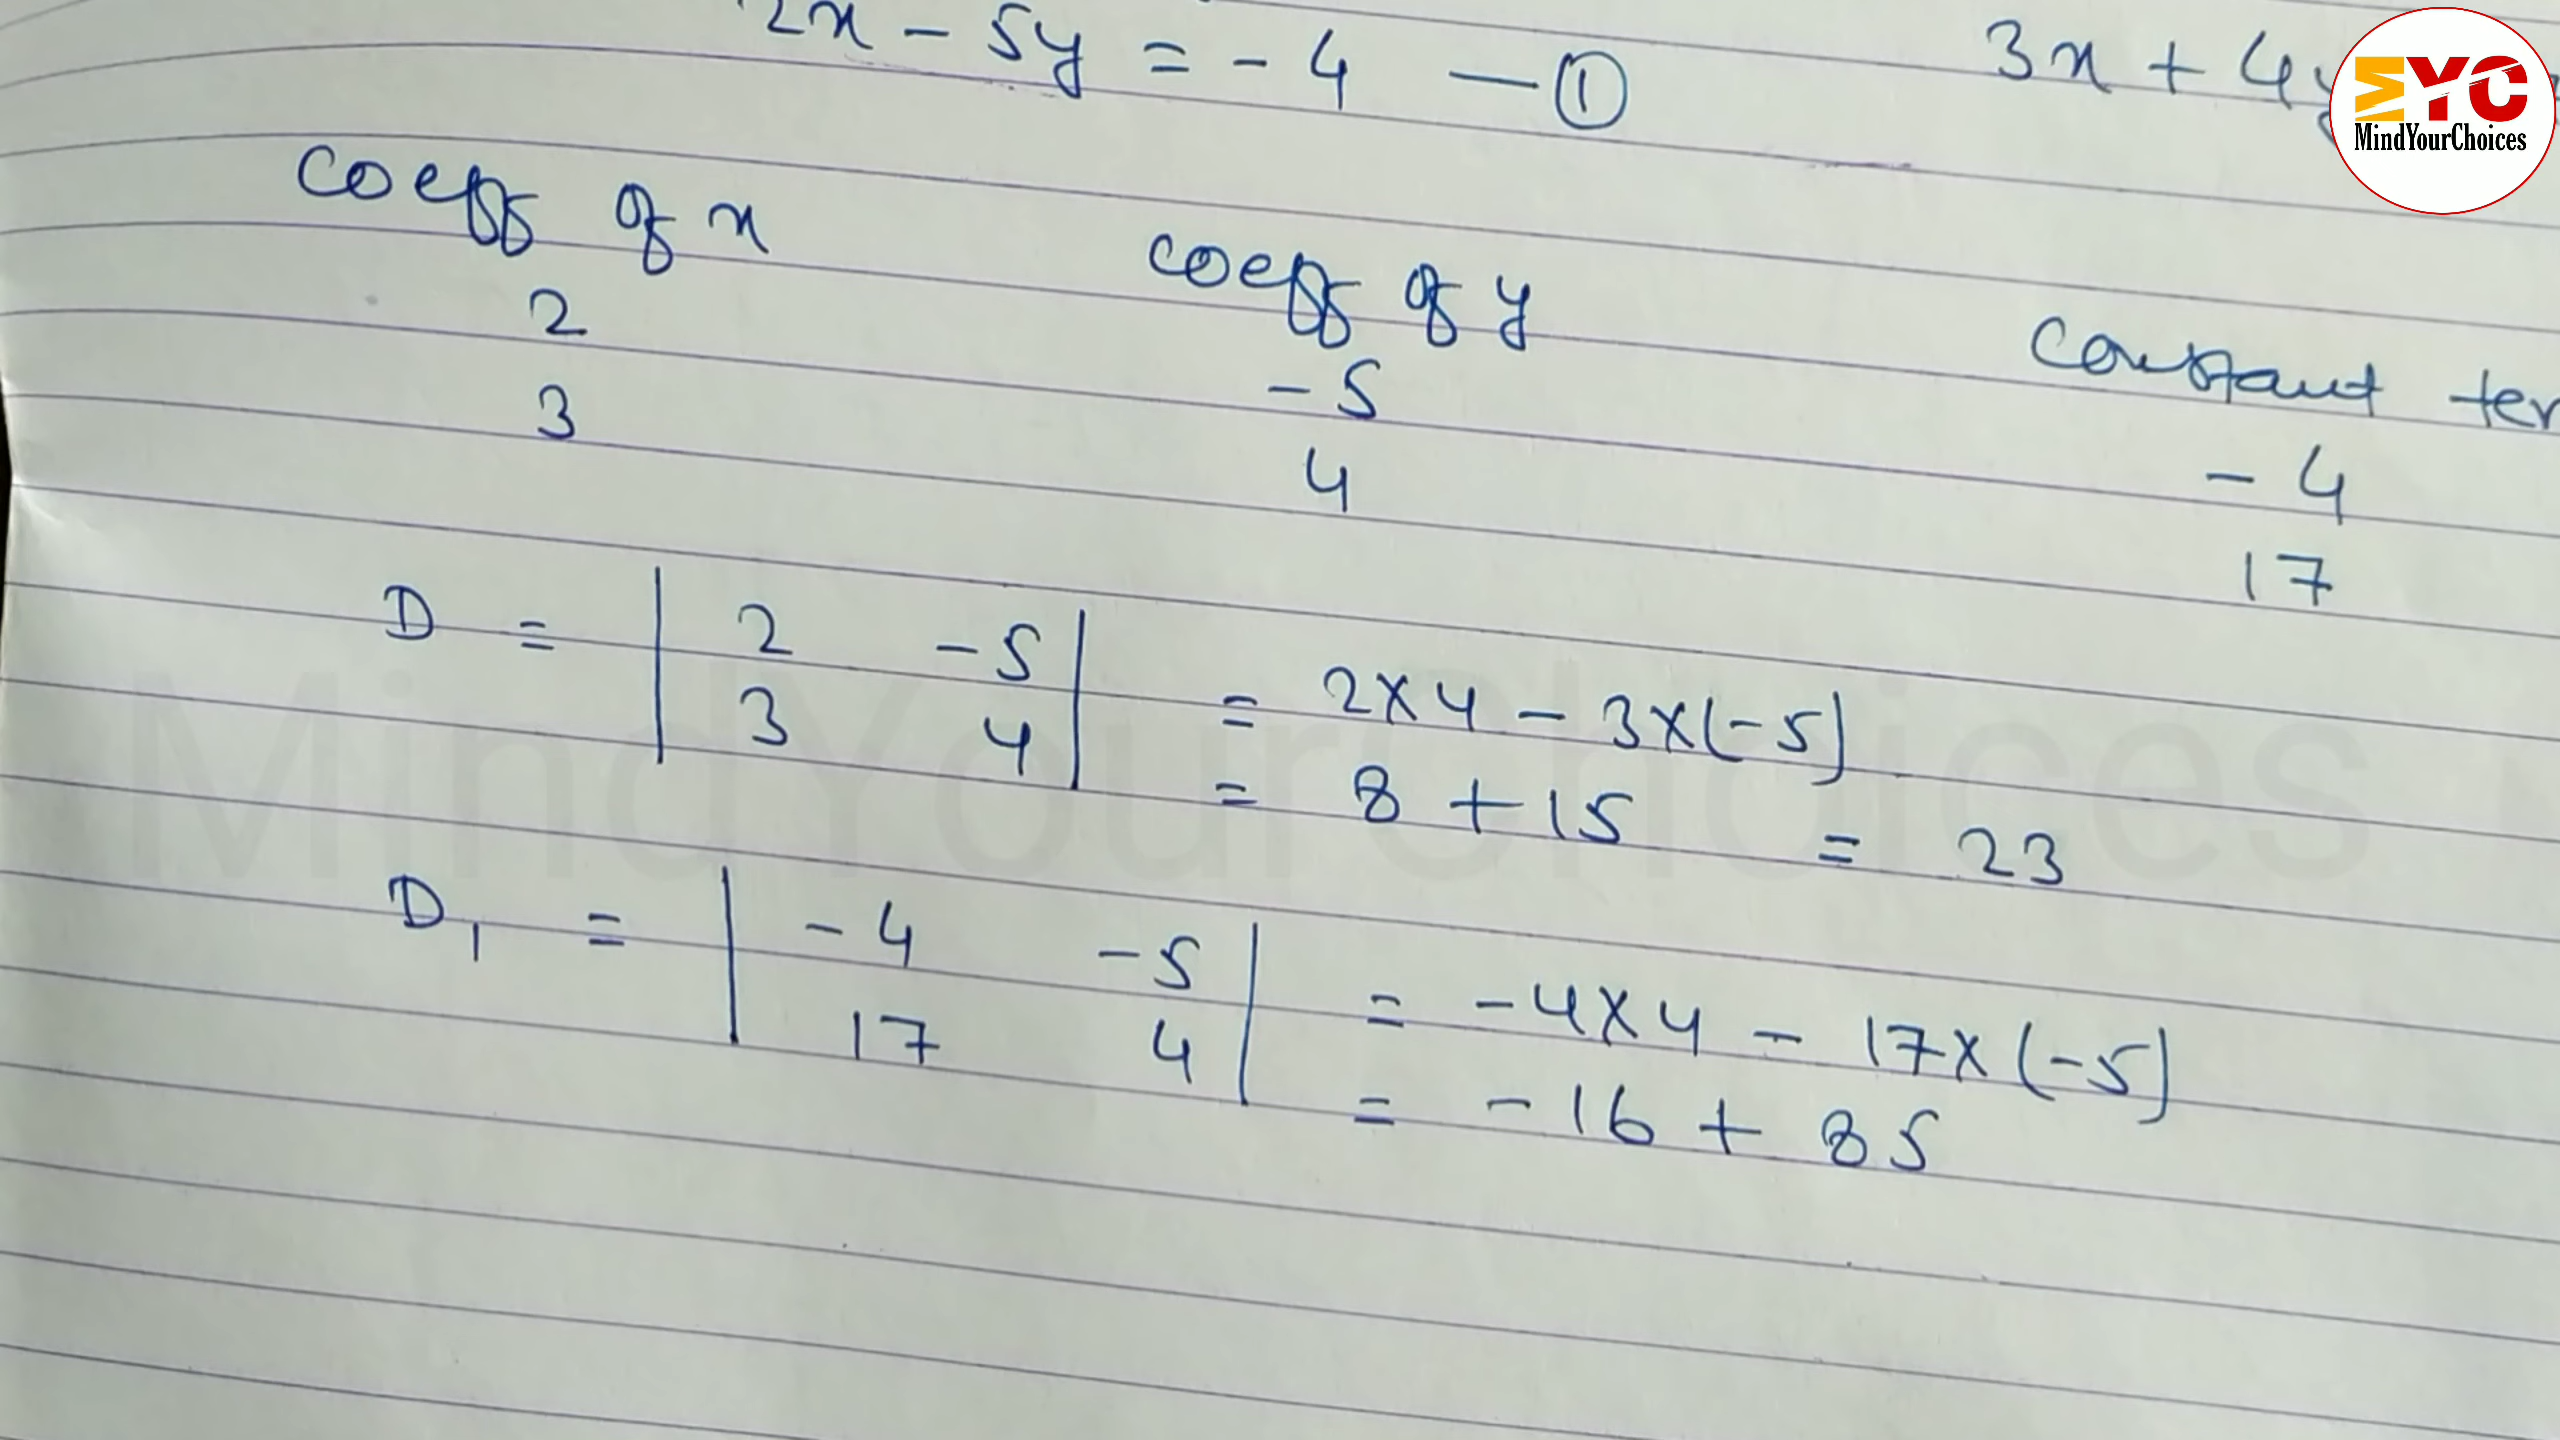 2x - 5y = - 4 — ① 3x + 4y
MYC
MindYourChoices
coeff of x coeff of y constant ter
2 -5 -4
3 4 17
D = | 2 -5 | = 2×4 - 3×(-5)
| 3 4 | = 8 + 15 = 23
D₁ = | -4 -5 | = -4×4 - 17×(-5)
| 17 4 | = -16 + 85
MindYourChoices